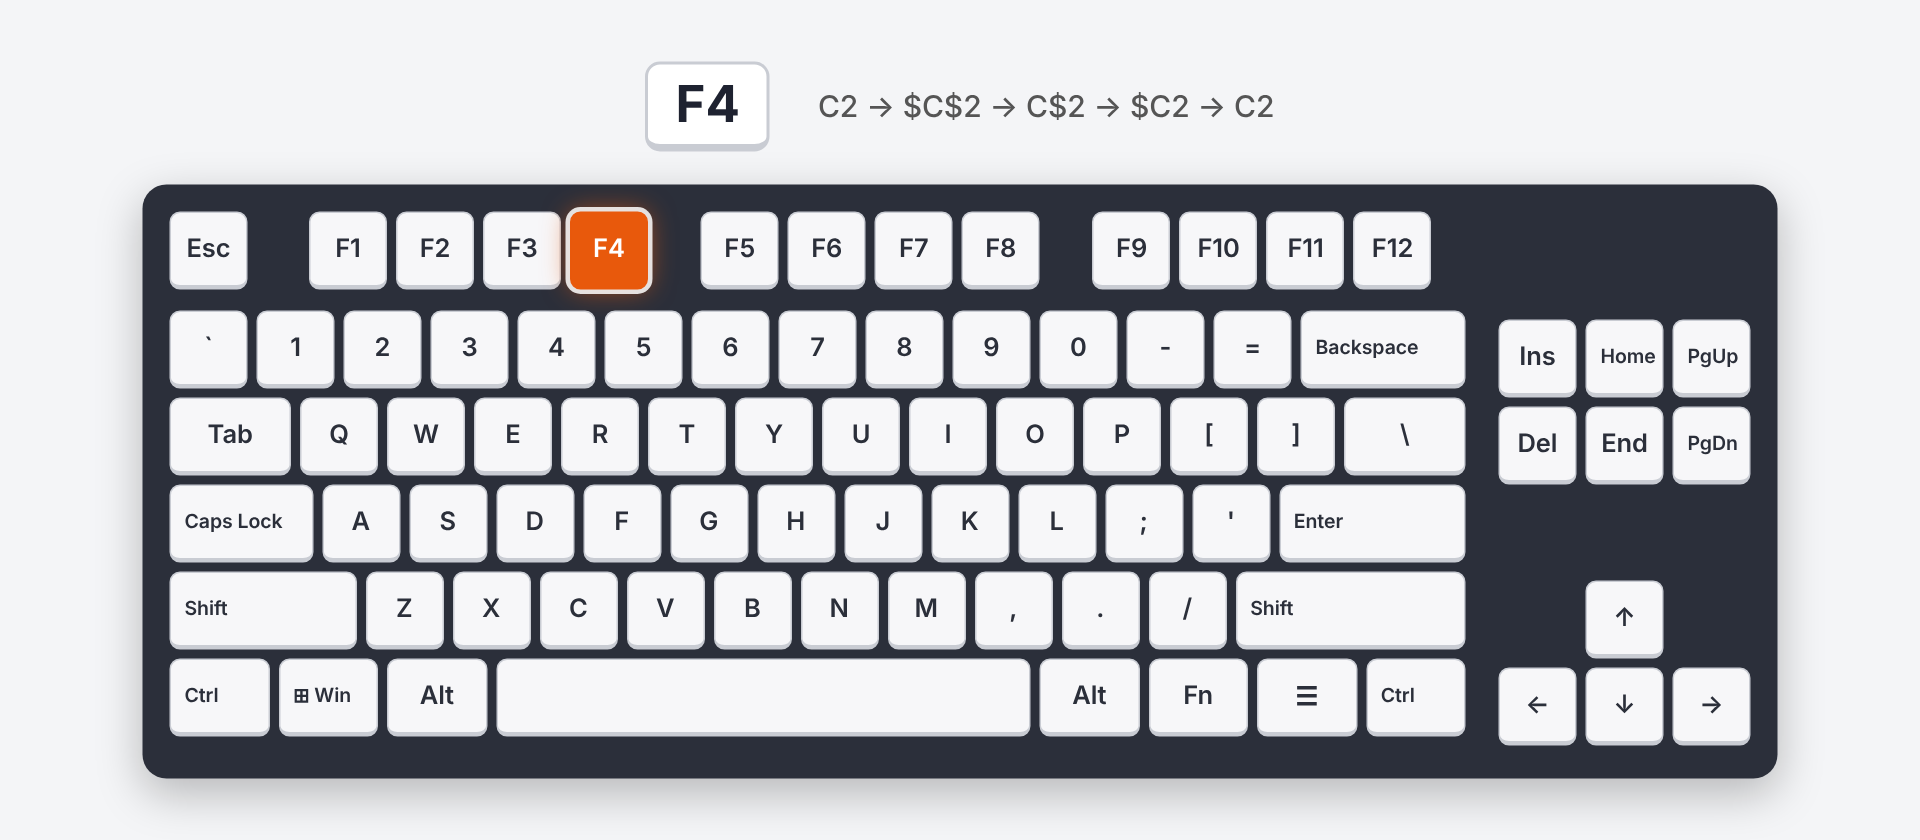 F4 C2 → $C$2 → C$2 → $C2 → C2
Esc F1 F2 F3 F4 F5 F6 F7 F8 F9 F10 F11 F12
` 1 2 3 4 5 6 7 8 9 0 - = Backspace
Ins Home PgUp
Tab Q W E R T Y U I O P [ ] \
Del End PgDn
Caps Lock A S D F G H J K L ; ' Enter
Shift Z X C V B N M , . / Shift
↑
Ctrl ⊞ Win Alt Alt Fn ☰ Ctrl
← ↓ →